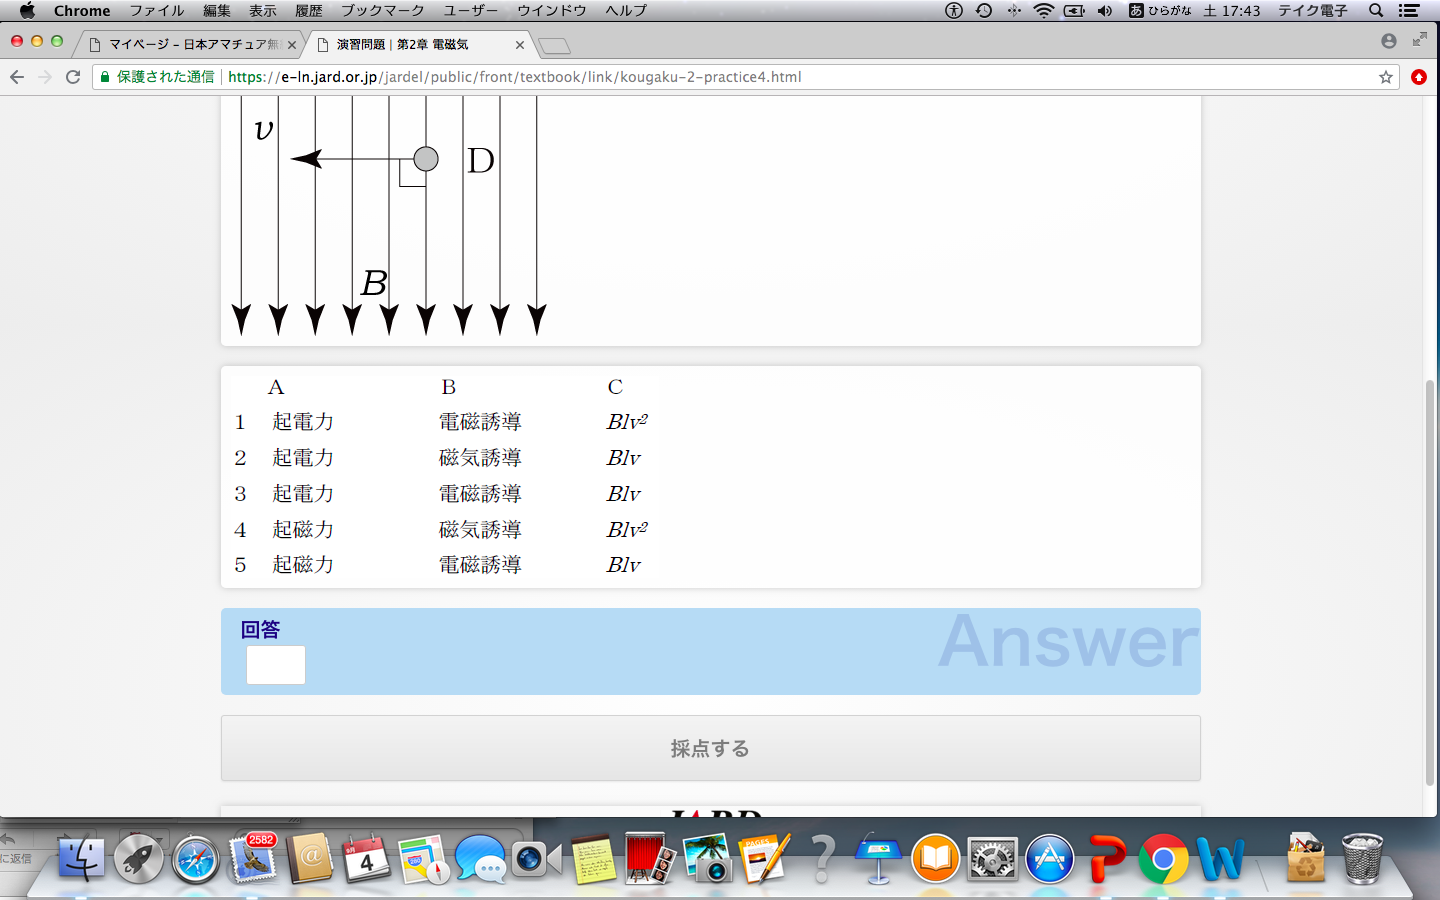 Chrome ファイル 編集 表示 履歴 ブックマーク ユーザー ウインドウ ヘルプ あ ひらがな 土 17:43 テイク電子
マイページ - 日本アマチュア無 演習問題 | 第2章 電磁気
保護された通信 https://e-ln.jard.or.jp/jardel/public/front/textbook/link/kougaku-2-practice4.html
v
D
B
A B C
1 起電力 電磁誘導 Blv²
2 起電力 磁気誘導 Blv
3 起電力 電磁誘導 Blv
4 起磁力 磁気誘導 Blv²
5 起磁力 電磁誘導 Blv
回答
Answer
採点する
JARD
に返信
2582
4
280
PAGES